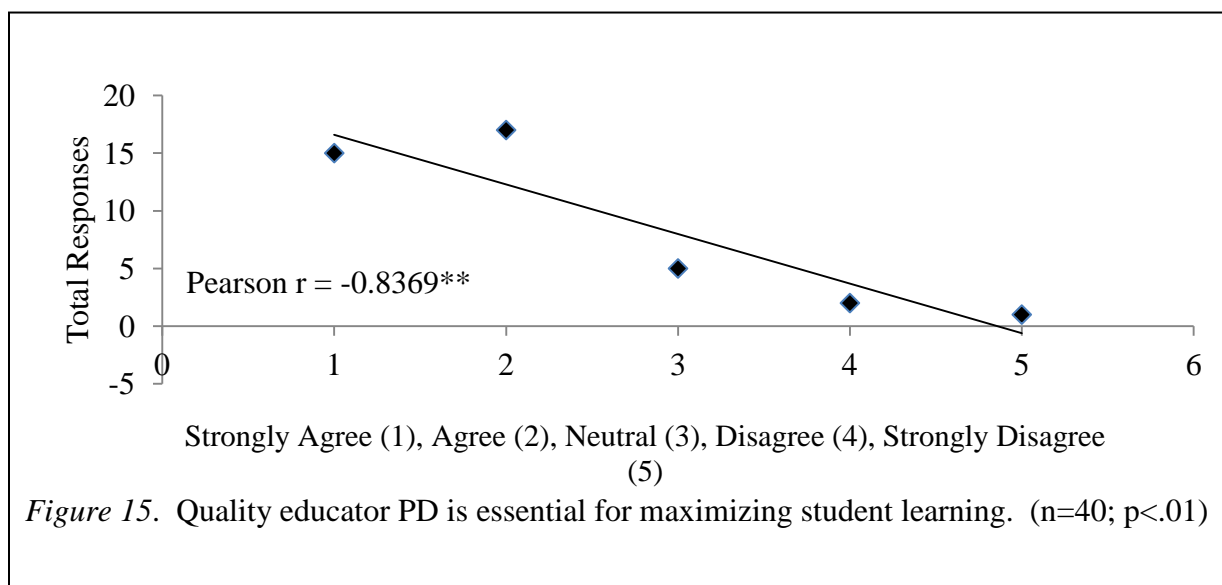 20
15
10
5
0
-5
Total Responses
Pearson r = -0.8369**
0 1 2 3 4 5 6
Strongly Agree (1), Agree (2), Neutral (3), Disagree (4), Strongly Disagree
(5)
Figure 15. Quality educator PD is essential for maximizing student learning. (n=40; p<.01)